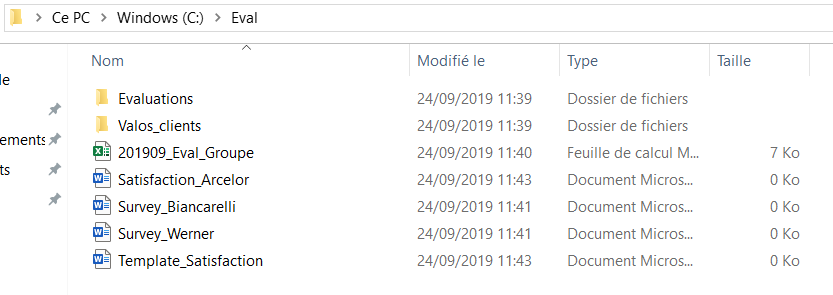 Ce PC > Windows (C:) > Eval
Nom Modifié le Type Taille
Evaluations 24/09/2019 11:39 Dossier de fichiers
Valos_clients 24/09/2019 11:39 Dossier de fichiers
201909_Eval_Groupe 24/09/2019 11:40 Feuille de calcul M... 7 Ko
Satisfaction_Arcelor 24/09/2019 11:43 Document Micros... 0 Ko
Survey_Biancarelli 24/09/2019 11:41 Document Micros... 0 Ko
Survey_Werner 24/09/2019 11:41 Document Micros... 0 Ko
Template_Satisfaction 24/09/2019 11:43 Document Micros... 0 Ko
le
ements
ts